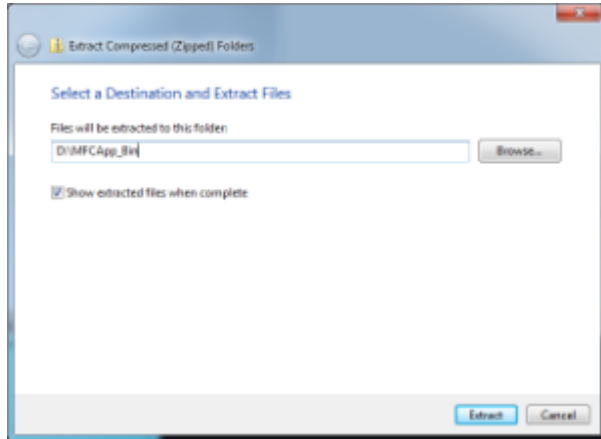 Extract Compressed (Zipped) Folders
Select a Destination and Extract Files
Files will be extracted to this folder:
D:\MFCApp_Bin
Browse...
Show extracted files when complete
Extract
Cancel